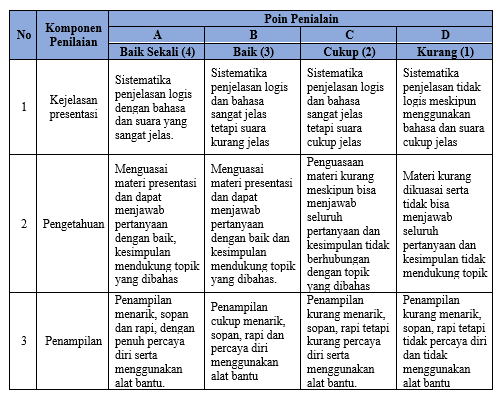 No
Komponen
Penilaian
Poin Penialain
A
B
C
D
Baik Sekali (4)
Baik (3)
Cukup (2)
Kurang (1)
1
Kejelasan
presentasi
Sistematika
penjelasan logis
dengan bahasa
dan suara yang
sangat jelas.
Sistematika
penjelasan logis
dan bahasa
sangat jelas
tetapi suara
kurang jelas
Sistematika
penjelasan logis
dan bahasa
sangat jelas
tetapi suara
cukup jelas
Sistematika
penjelasan tidak
logis meskipun
menggunakan
bahasa dan suara
cukup jelas
2
Pengetahuan
Menguasai
materi presentasi
dan dapat
menjawab
pertanyaan
dengan baik,
kesimpulan
mendukung topik
yang dibahas
Menguasai
materi presentasi
dan dapat
menjawab
pertanyaan
dengan baik dan
kesimpulan
mendukung topik
yang dibahas.
Penguasaan
materi kurang
meskipun bisa
menjawab
seluruh
pertanyaan dan
kesimpulan tidak
berhubungan
dengan topik
yang dibahas
Materi kurang
dikuasai serta
tidak bisa
menjawab
seluruh
pertanyaan dan
kesimpulan tidak
mendukung topik
3
Penampilan
Penampilan
menarik, sopan
dan rapi, dengan
penuh percaya
diri serta
menggunakan
alat bantu.
Penampilan
cukup menarik,
sopan, rapi dan
percaya diri
menggunakan
alat bantu
Penampilan
kurang menarik,
sopan, rapi tetapi
kurang percaya
diri serta
menggunakan
alat bantu
Penampilan
kurang menarik,
sopan, rapi tetapi
tidak percaya diri
dan tidak
menggunakan
alat bantu